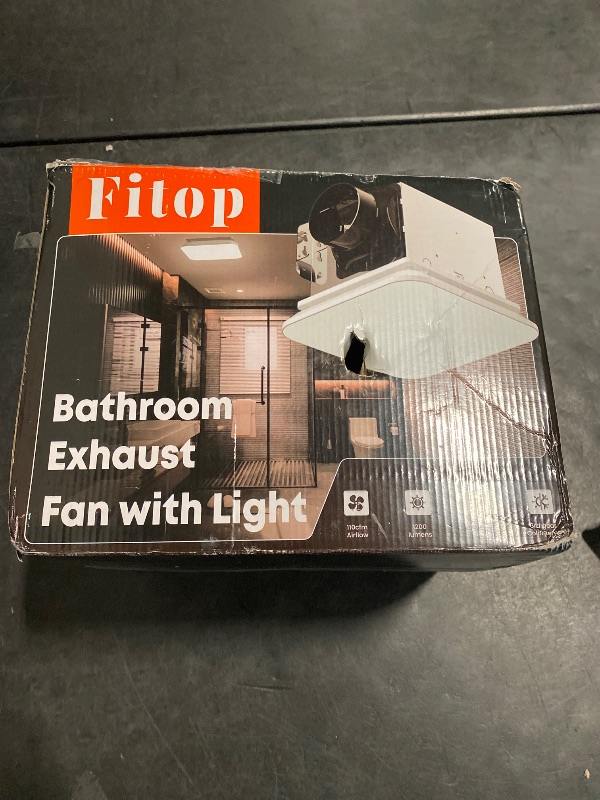 Fitop
Bathroom
Exhaust
Fan with Light
110cfm
Airflow
1200
lumens